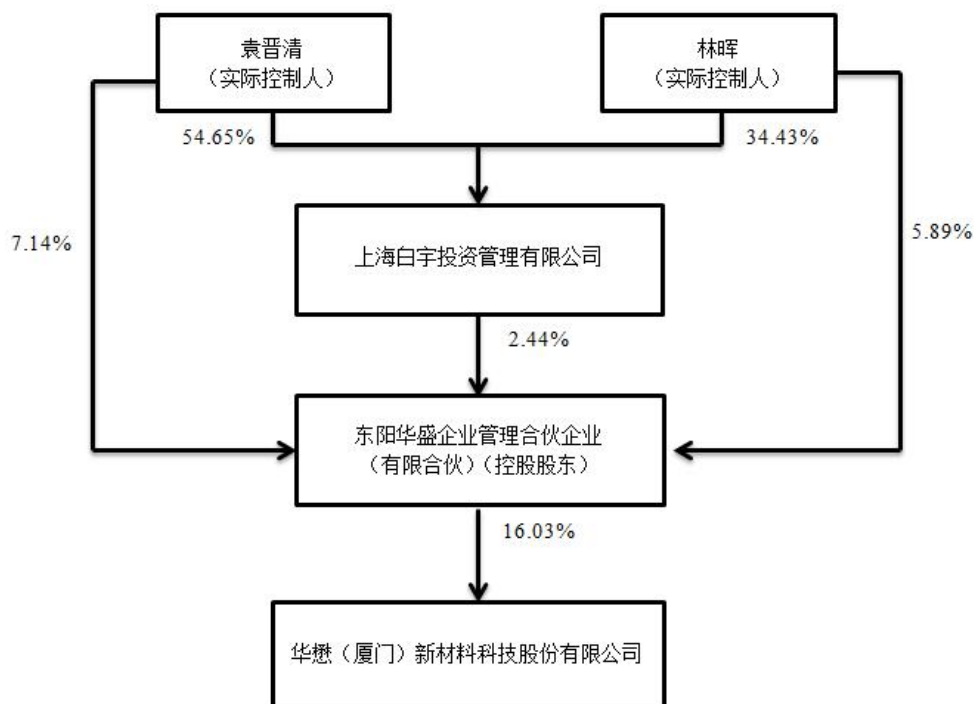 袁晋清
（实际控制人）
林晖
（实际控制人）
54.65%
34.43%
7.14%
5.89%
上海白宇投资管理有限公司
2.44%
东阳华盛企业管理合伙企业
（有限合伙）（控股股东）
16.03%
华懋（厦门）新材料科技股份有限公司